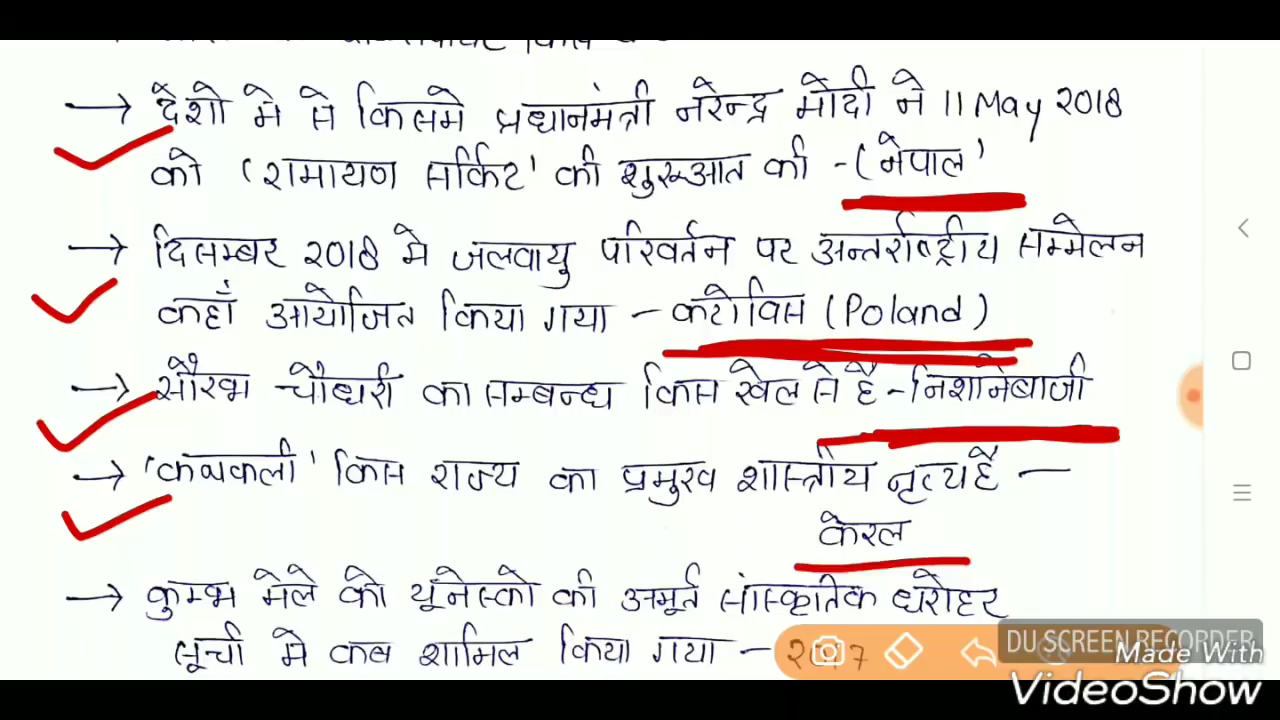 → देशो मे से किसमे प्रधानमंत्री नरेन्द्र मोदी ने 11 May 2018
को (रामायण सर्किट' की शुरूआत की -(नेपाल'
→ दिसम्बर 2018 मे जलवायु परिवर्तन पर अन्तर्राष्ट्रीय सम्मेलन
कहाँ आयोजित किया गया - कटोविस (Poland)
→ सौरभ चौधरी का सम्बन्ध किस खेल से है - निशानेबाजी
→ 'कथकली' किस राज्य का प्रमुख शास्त्रीय नृत्य है —
केरल
→ कुम्भ मेले को यूनेस्को की अमूर्त सांस्कृतिक धरोहर
सूची मे कब शामिल किया गया -
DU SCREEN RECORDER
Made With
VideoShow